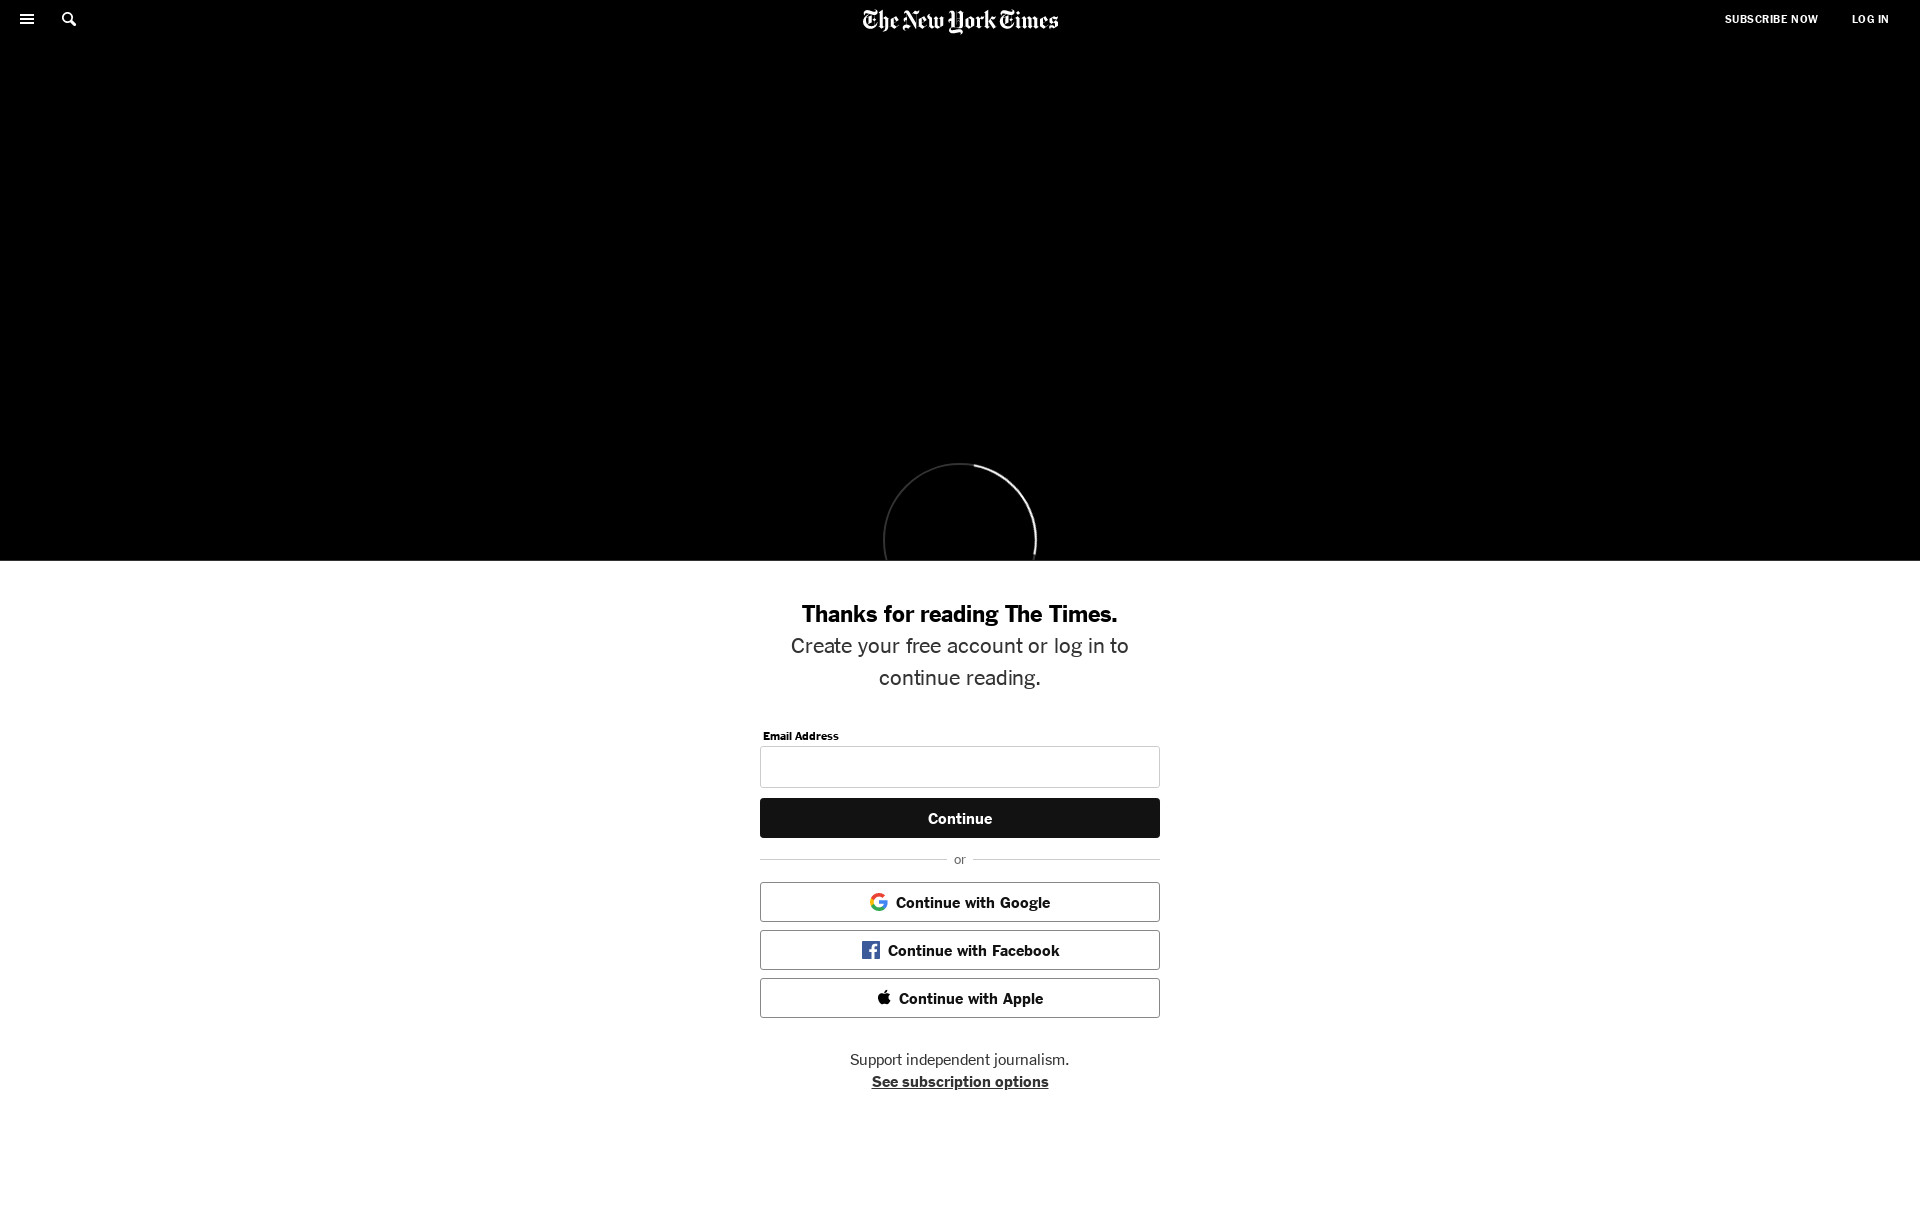 The New York Times
SUBSCRIBE NOW
LOG IN
Thanks for reading The Times.
Create your free account or log in to
continue reading.
Email Address
Continue
or
Continue with Google
Continue with Facebook
Continue with Apple
Support independent journalism.
See subscription options